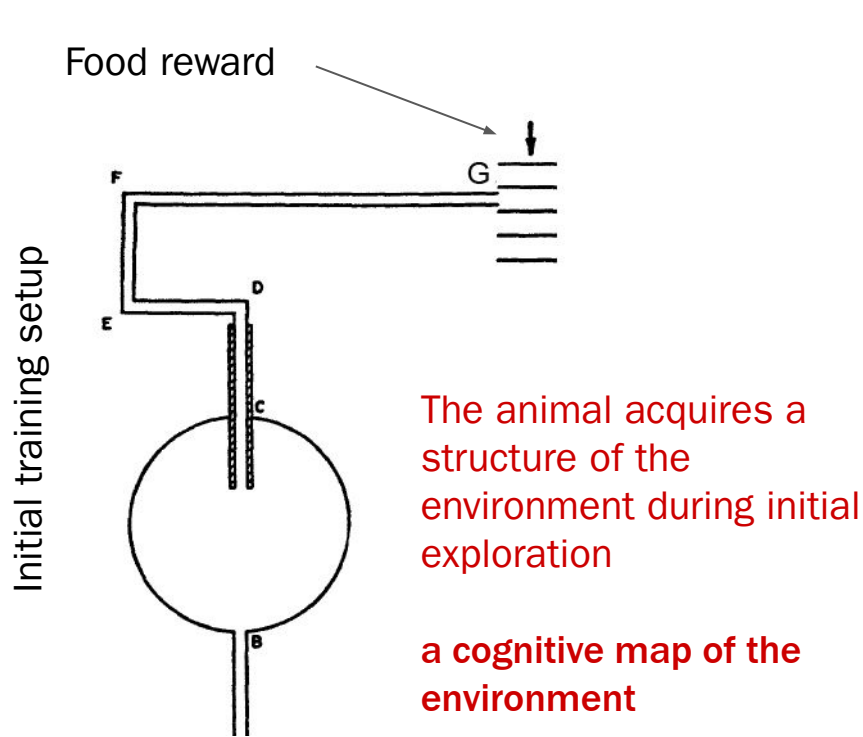 Food reward
G
F
D
E
C
B
Initial training setup
The animal acquires a
structure of the
environment during initial
exploration
a cognitive map of the
environment